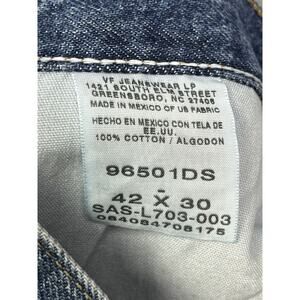 VF JEANSWEAR LP
1421 SOUTH ELM STREET
GREENSBORO, NC 27406
MADE IN MEXICO OF US FABRIC
HECHO EN MEXICO CON TELA DE
EE.UU.
100% COTTON / ALGODON
96501DS
-
42 X 30
SAS-L703-003
084084708175